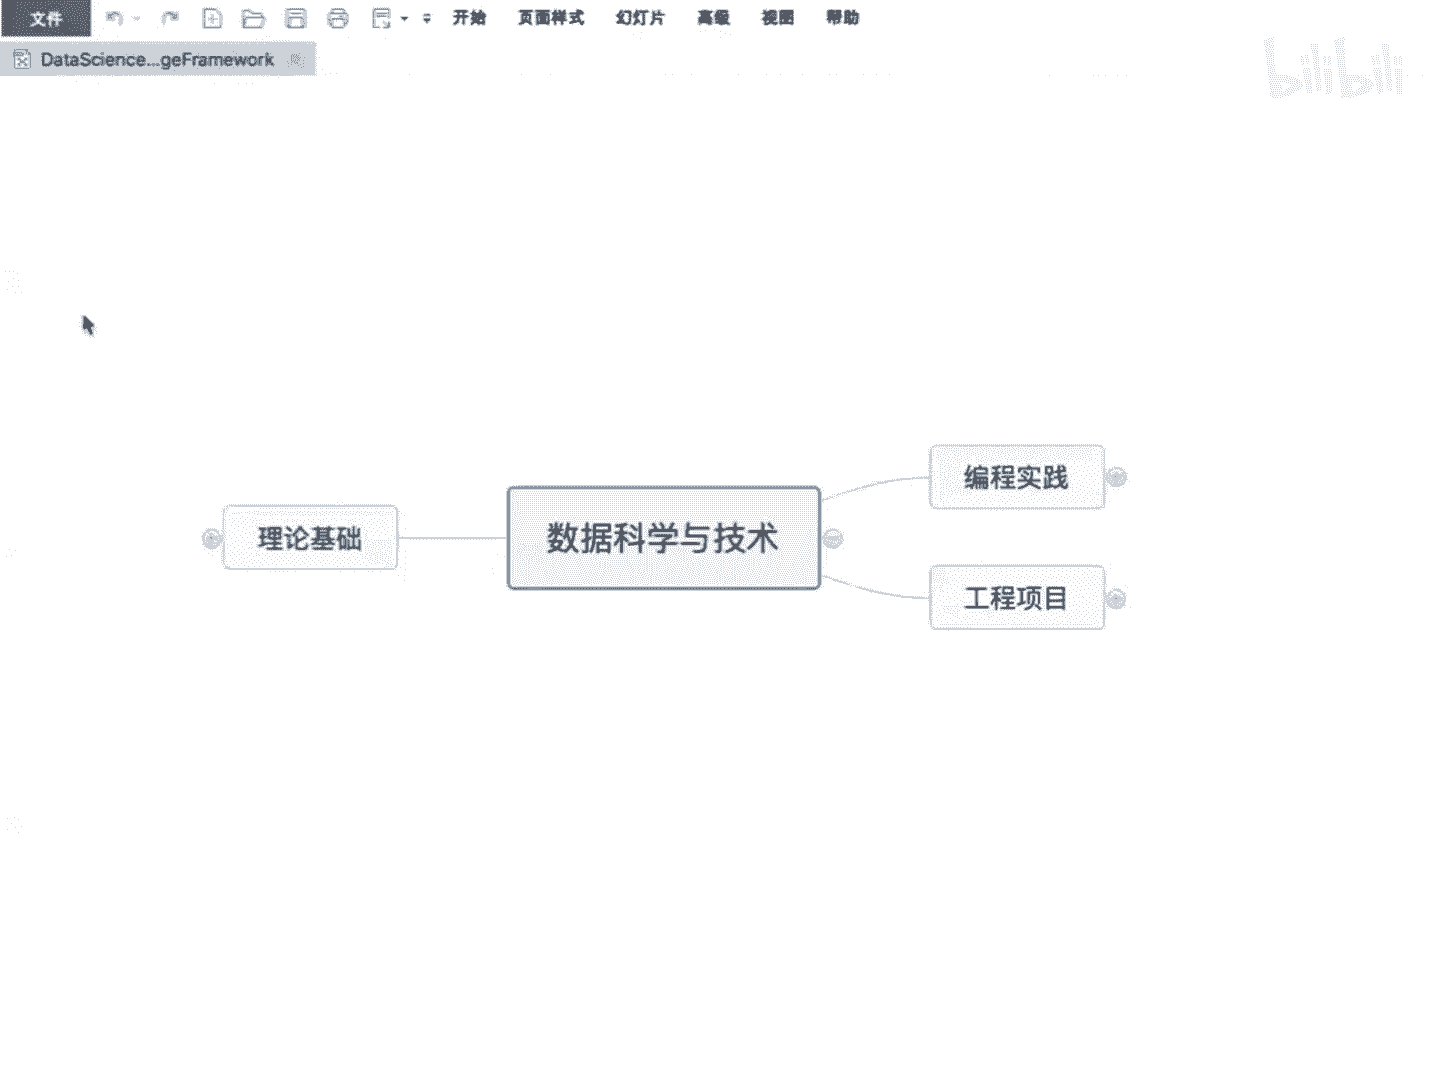 文件 开始 页面样式 幻灯片 高级 视图 帮助
DataScience...geFramework
bilibili
编程实践
理论基础
数据科学与技术
工程项目